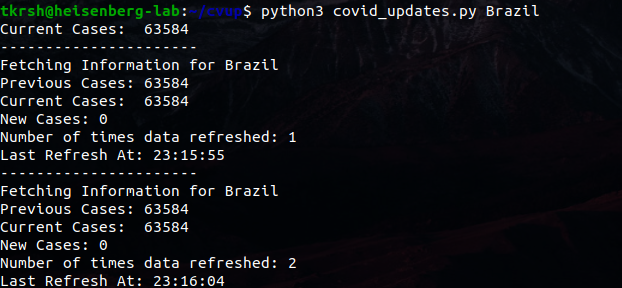 tkrsh@heisenberg-lab:~/cvup$ python3 covid_updates.py Brazil
Current Cases:  63584
-----------------------
Fetching Information for Brazil
Previous Cases: 63584
Current Cases:  63584
New Cases: 0
Number of times data refreshed: 1
Last Refresh At: 23:15:55
-----------------------
Fetching Information for Brazil
Previous Cases: 63584
Current Cases:  63584
New Cases: 0
Number of times data refreshed: 2
Last Refresh At: 23:16:04